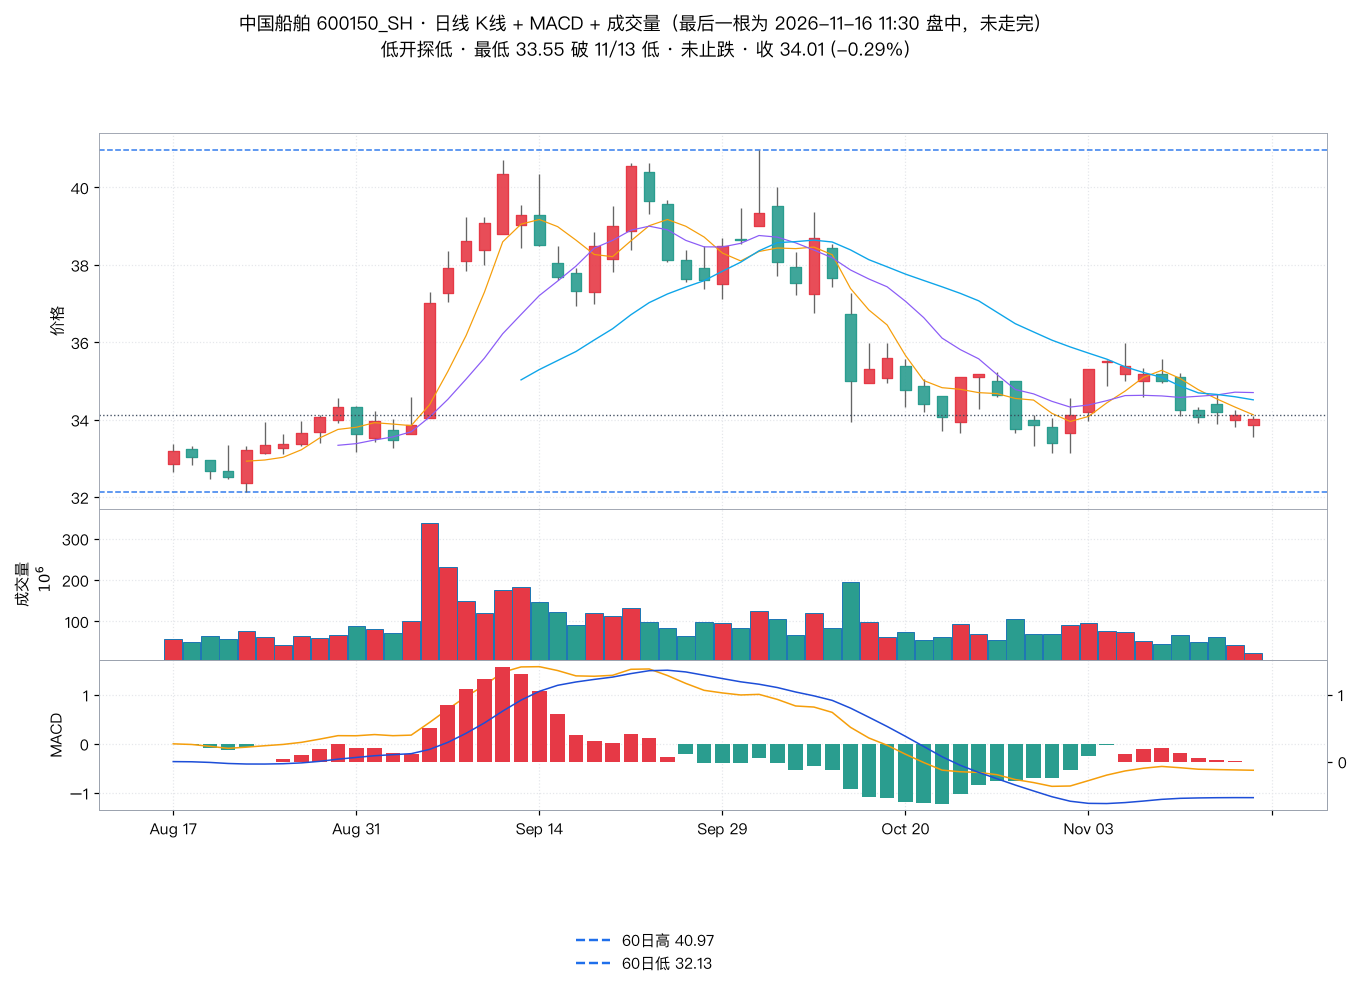 中国船舶 600150_SH · 日线 K线 + MACD + 成交量（最后一根为 2026−11−16 11:30 盘中，未走完）
低开探低 · 最低 33.55 破 11/13 低 · 未止跌 · 收 34.01 (−0.29%)
价格
40
38
36
34
32
成交量
10⁶
300
200
100
MACD
1
0
−1
1
0
Aug 17
Aug 31
Sep 14
Sep 29
Oct 20
Nov 03
60日高 40.97
60日低 32.13